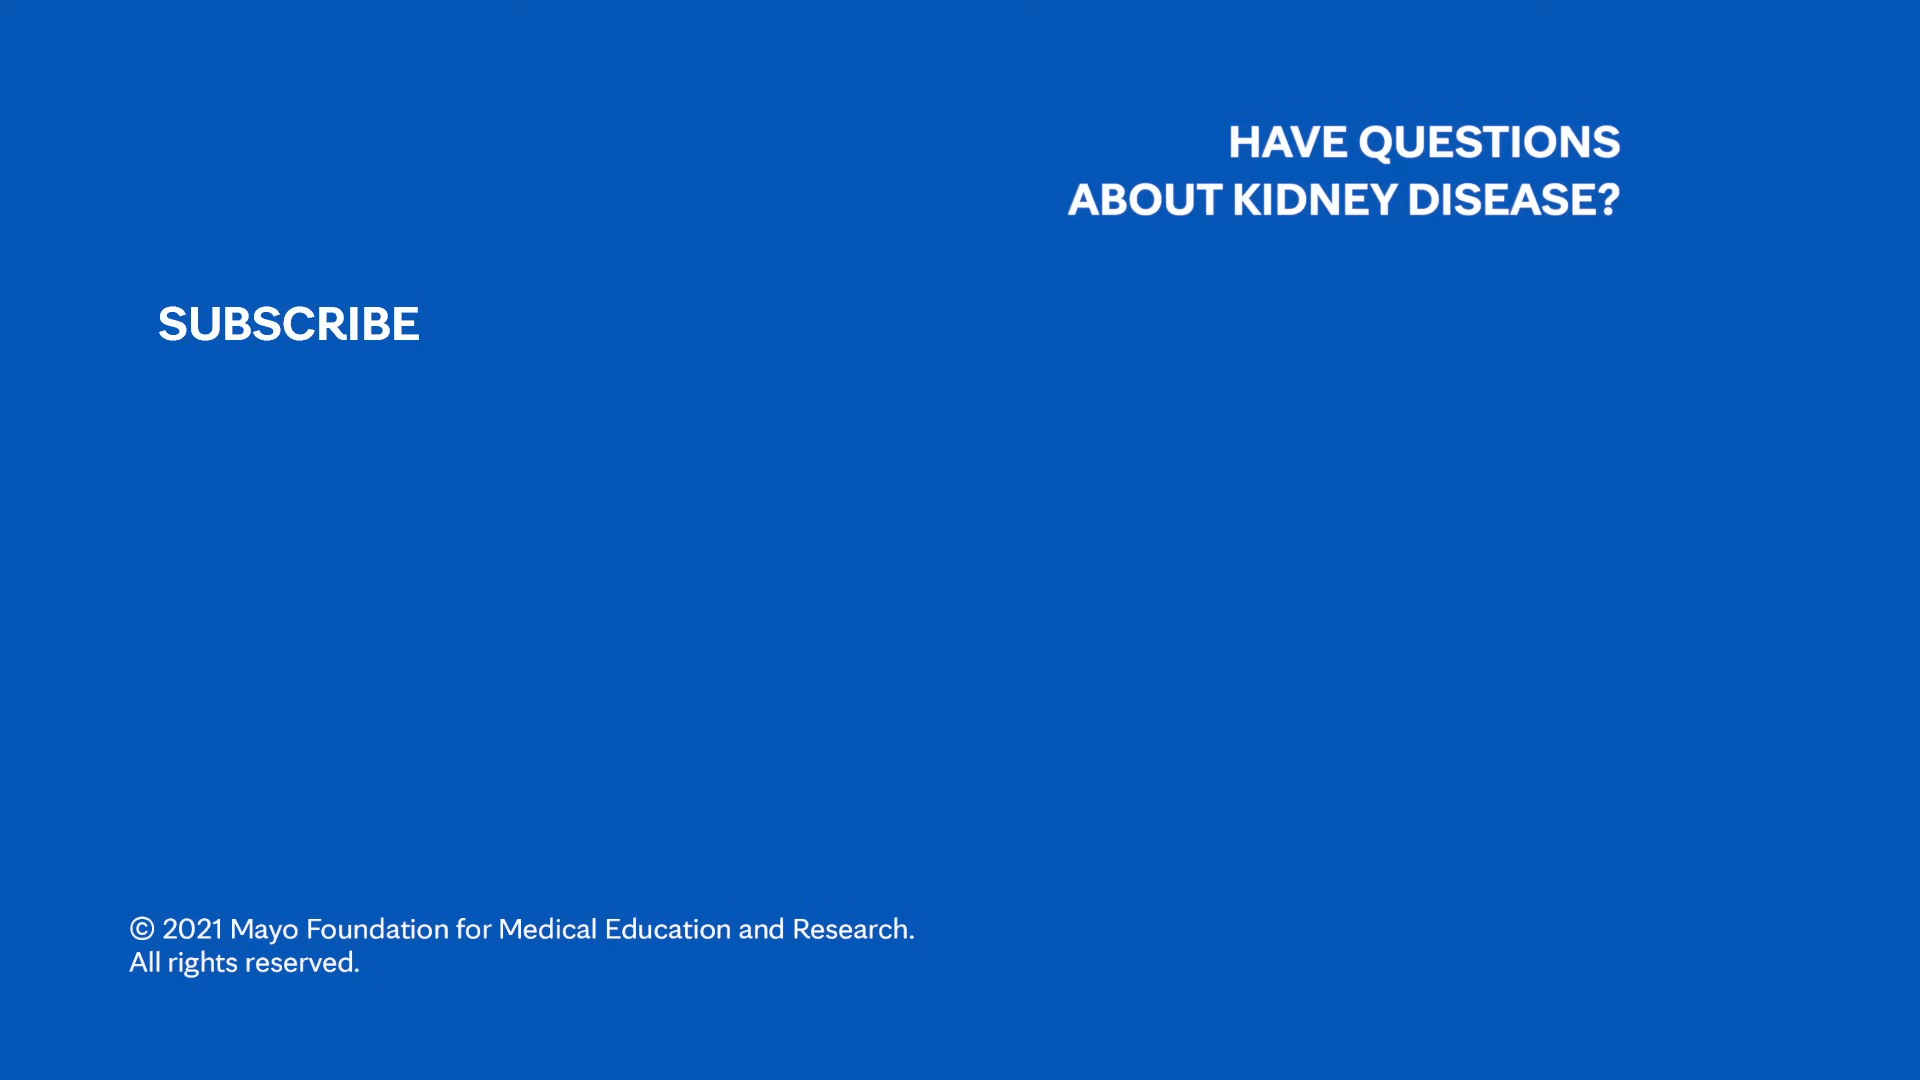 HAVE QUESTIONS
ABOUT KIDNEY DISEASE?
SUBSCRIBE
© 2021 Mayo Foundation for Medical Education and Research.
All rights reserved.